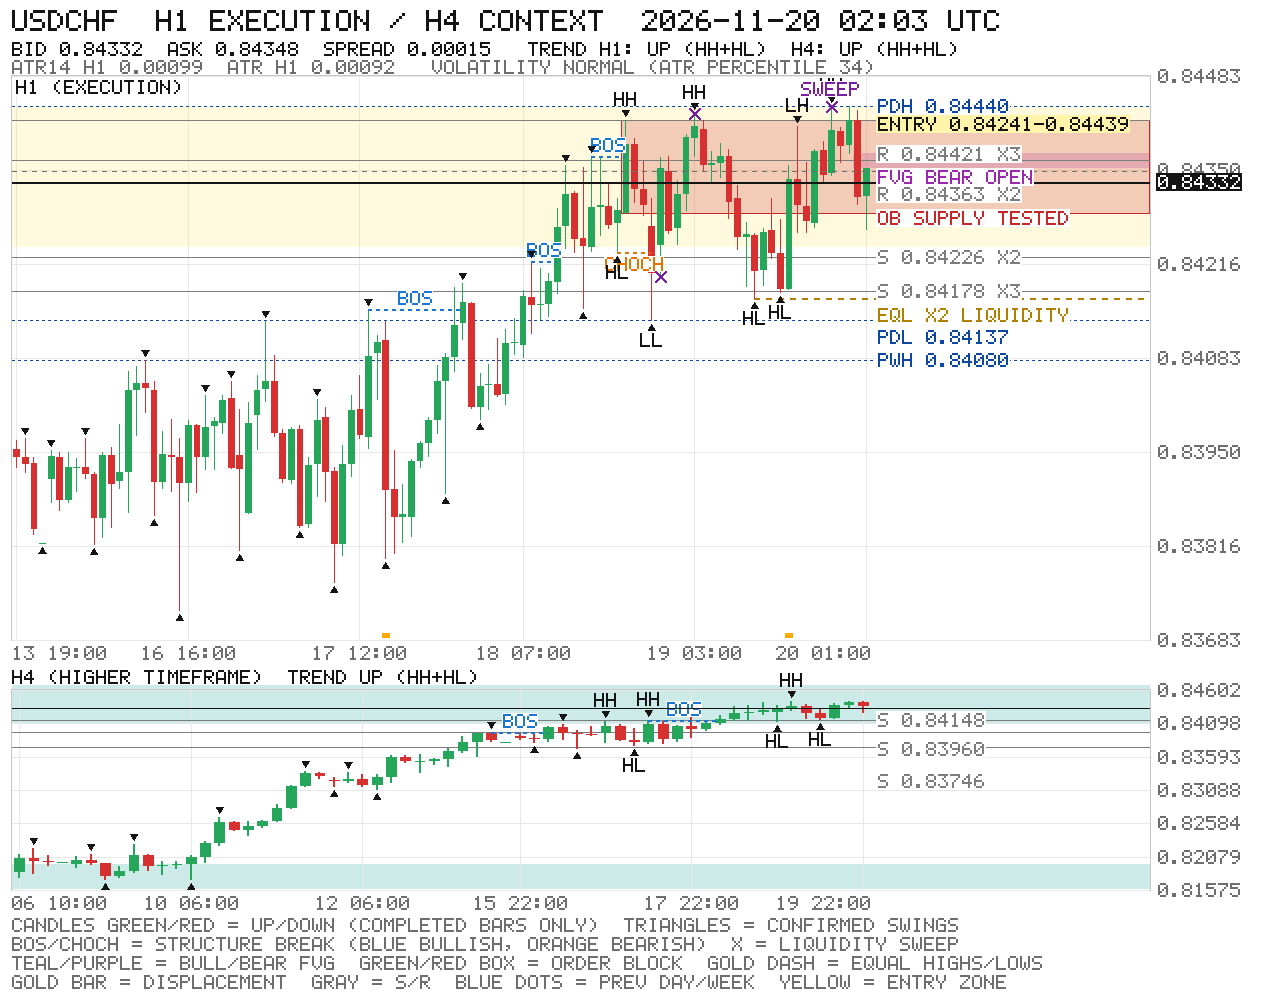 USDCHF  H1 EXECUTION / H4 CONTEXT  2026-11-20 02:03 UTC
BID 0.84332  ASK 0.84348  SPREAD 0.00015  TREND H1: UP (HH+HL)  H4: UP (HH+HL)
ATR14 H1 0.00099  ATR H1 0.00092  VOLATILITY NORMAL (ATR PERCENTILE 34)
0.84483
H1 (EXECUTION)
SWEEP
HH
HH
LH
PDH 0.84440
ENTRY 0.84241-0.84439
BOS
R 0.84421 X3
0.84350
FVG BEAR OPEN
0.84332
R 0.84363 X2
OB SUPPLY TESTED
BOS
S 0.84226 X2
CHOCH
0.84216
HL
S 0.84178 X3
BOS
HL
HL
EQL X2 LIQUIDITY
LL
PDL 0.84137
PWH 0.84080
0.84083
0.83950
0.83816
0.83683
13 19:00  16 16:00  17 12:00  18 07:00  19 03:00  20 01:00
H4 (HIGHER TIMEFRAME)  TREND UP (HH+HL)
HH
0.84602
HH
HH
BOS
BOS
S 0.84148
0.84098
HL
HL
S 0.83960
0.83593
HL
S 0.83746
0.83088
0.82584
0.82079
0.81575
06 10:00  10 06:00  12 06:00  15 22:00  17 22:00  19 22:00
CANDLES GREEN/RED = UP/DOWN (COMPLETED BARS ONLY)  TRIANGLES = CONFIRMED SWINGS
BOS/CHOCH = STRUCTURE BREAK (BLUE BULLISH, ORANGE BEARISH)  X = LIQUIDITY SWEEP
TEAL/PURPLE = BULL/BEAR FVG  GREEN/RED BOX = ORDER BLOCK  GOLD DASH = EQUAL HIGHS/LOWS
GOLD BAR = DISPLACEMENT  GRAY = S/R  BLUE DOTS = PREV DAY/WEEK  YELLOW = ENTRY ZONE